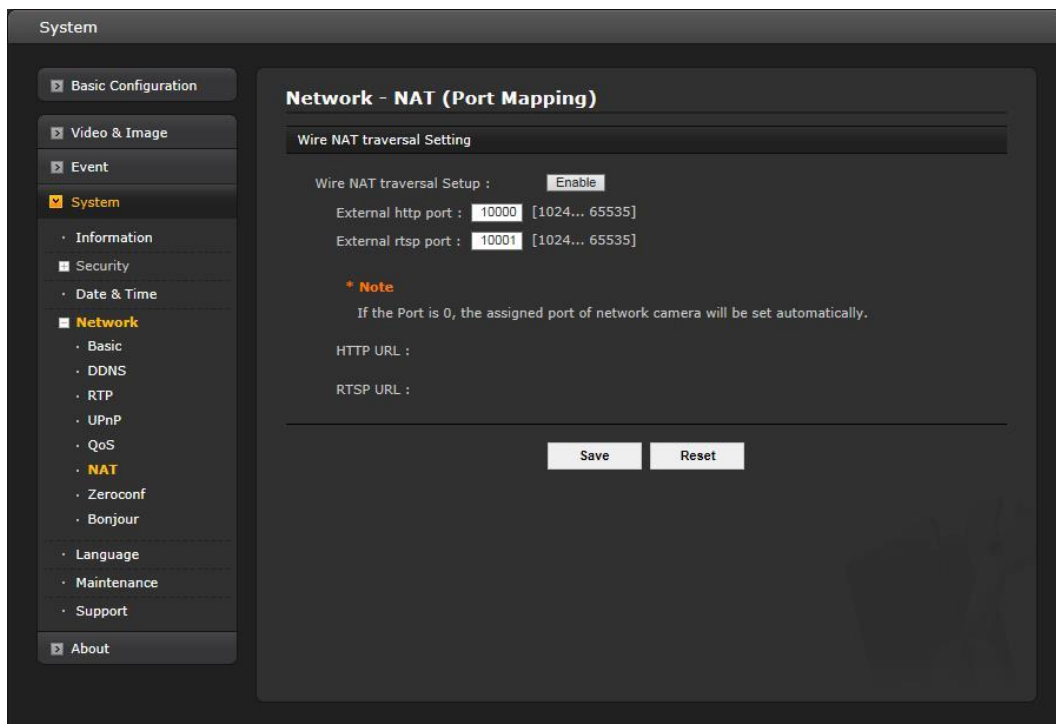 System
Basic Configuration
Video & Image
Event
System
· Information
Security
· Date & Time
Network
· Basic
· DDNS
· RTP
· UPnP
· QoS
· NAT
· Zeroconf
· Bonjour
· Language
· Maintenance
· Support
About
Network - NAT (Port Mapping)
Wire NAT traversal Setting
Wire NAT traversal Setup : Enable
External http port : 10000 [1024... 65535]
External rtsp port : 10001 [1024... 65535]
* Note
If the Port is 0, the assigned port of network camera will be set automatically.
HTTP URL :
RTSP URL :
Save Reset